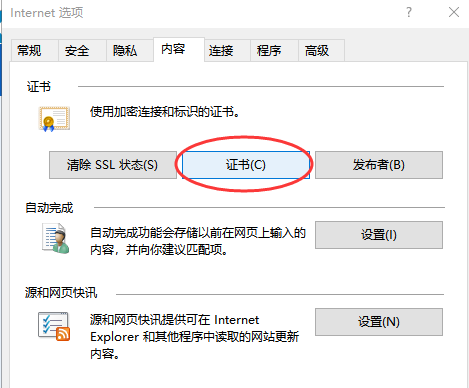 Internet 选项
常规 安全 隐私 内容 连接 程序 高级
证书
使用加密连接和标识的证书。
清除 SSL 状态(S) 证书(C) 发布者(B)
自动完成
自动完成功能会存储以前在网页上输入的
内容，并向你建议匹配项。
设置(I)
源和网页快讯
源和网页快讯提供可在 Internet
Explorer 和其他程序中读取的网站更新
内容。
设置(N)